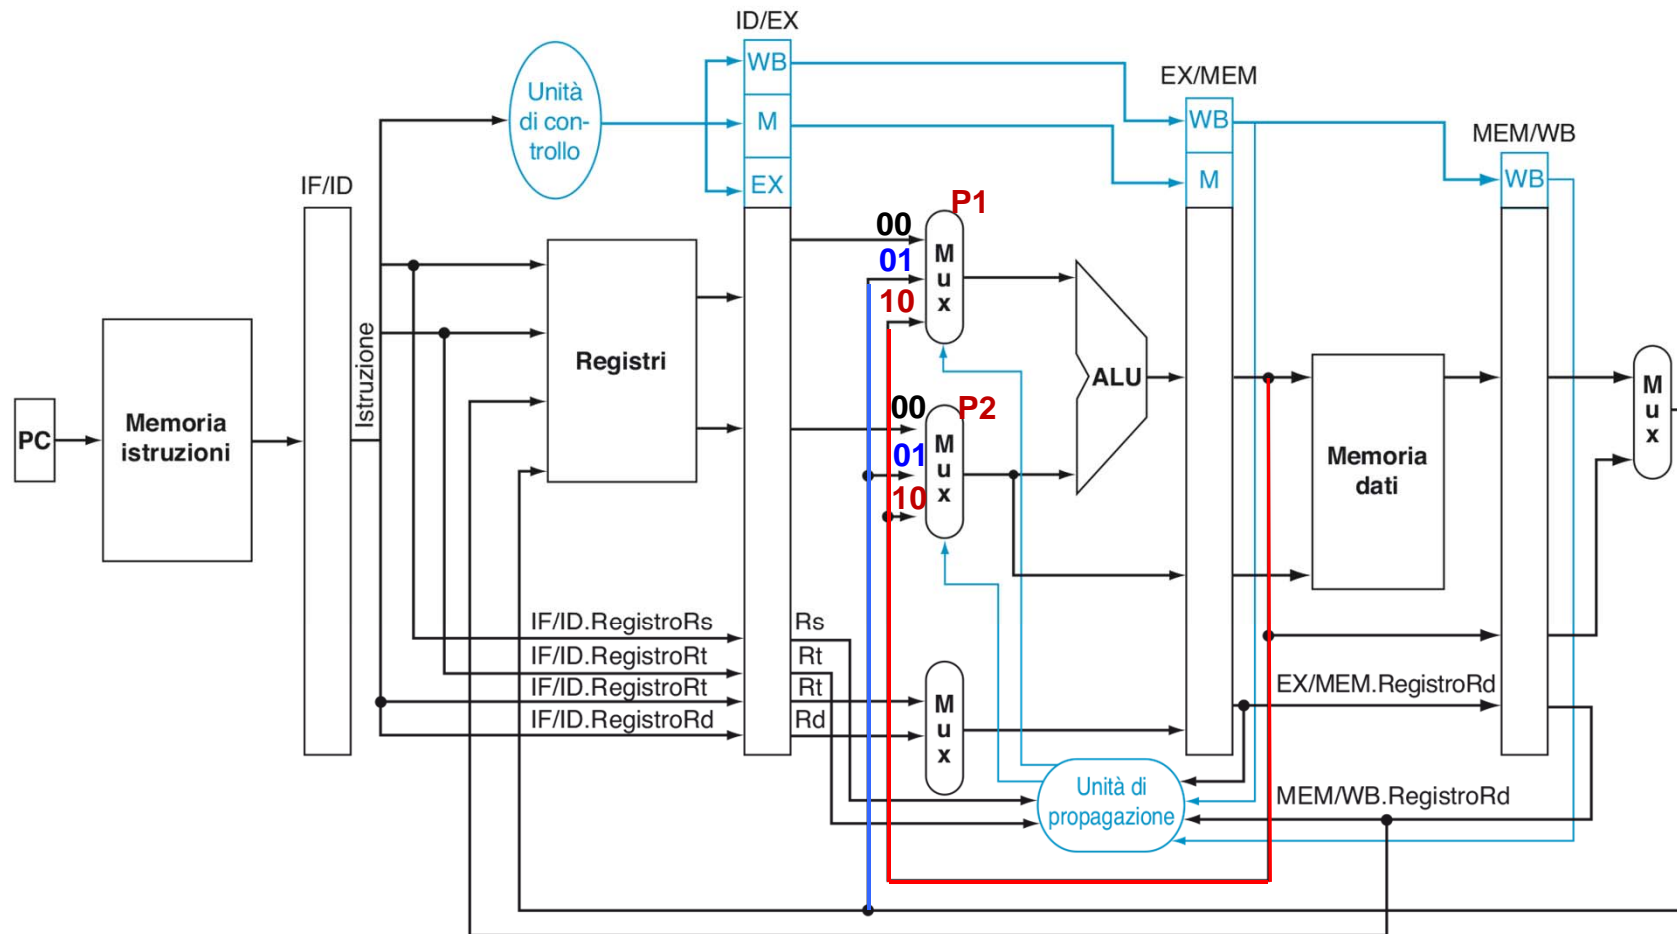 ID/EX
WB
M
EX
Unità
di con-
trollo
EX/MEM
WB
M
MEM/WB
WB
IF/ID
P1
00
01
10
M
u
x
Istruzione
Registri
ALU
PC
Memoria
istruzioni
00
P2
01
10
M
u
x
Memoria
dati
M
u
x
IF/ID.RegistroRs
Rs
IF/ID.RegistroRt
Rt
IF/ID.RegistroRt
Rt
IF/ID.RegistroRd
Rd
M
u
x
EX/MEM.RegistroRd
Unità di
propagazione
MEM/WB.RegistroRd